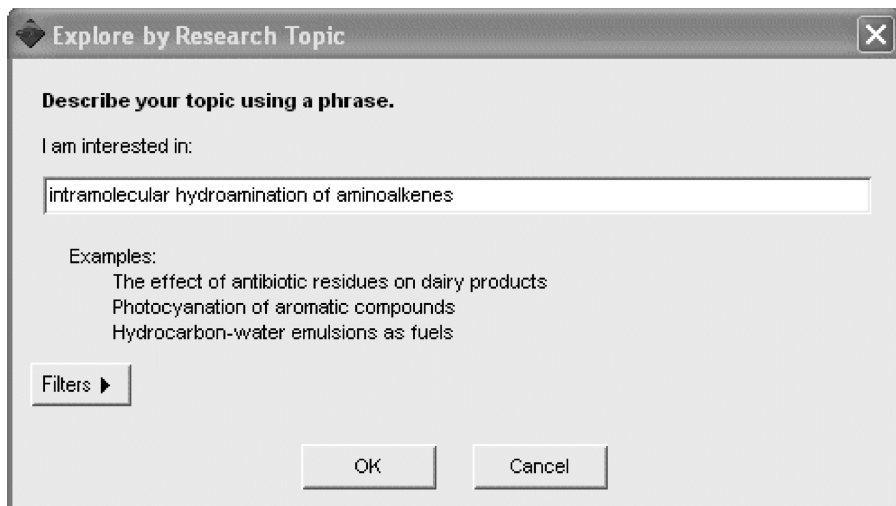 Explore by Research Topic
Describe your topic using a phrase.
I am interested in:
intramolecular hydroamination of aminoalkenes
Examples:
The effect of antibiotic residues on dairy products
Photocyanation of aromatic compounds
Hydrocarbon-water emulsions as fuels
Filters
OK
Cancel